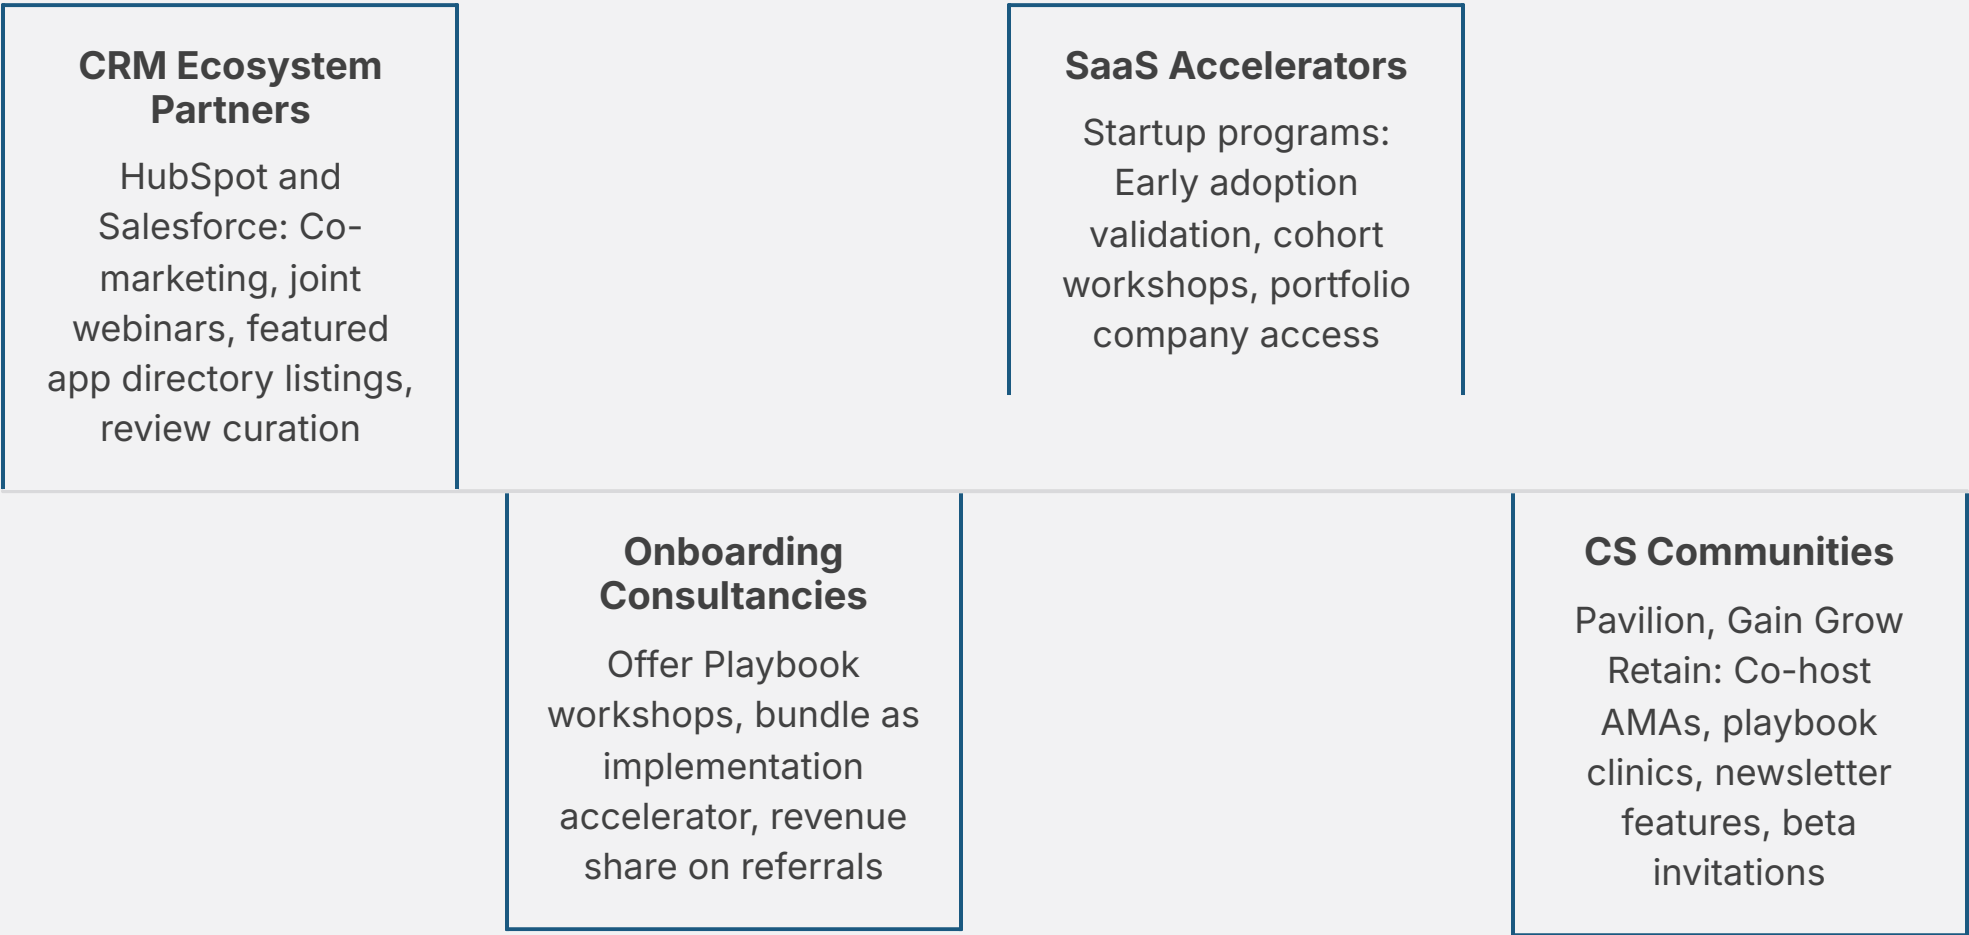 CRM Ecosystem
Partners
HubSpot and
Salesforce: Co-
marketing, joint
webinars, featured
app directory listings,
review curation
Onboarding
Consultancies
Offer Playbook
workshops, bundle as
implementation
accelerator, revenue
share on referrals
SaaS Accelerators
Startup programs:
Early adoption
validation, cohort
workshops, portfolio
company access
CS Communities
Pavilion, Gain Grow
Retain: Co-host
AMAs, playbook
clinics, newsletter
features, beta
invitations